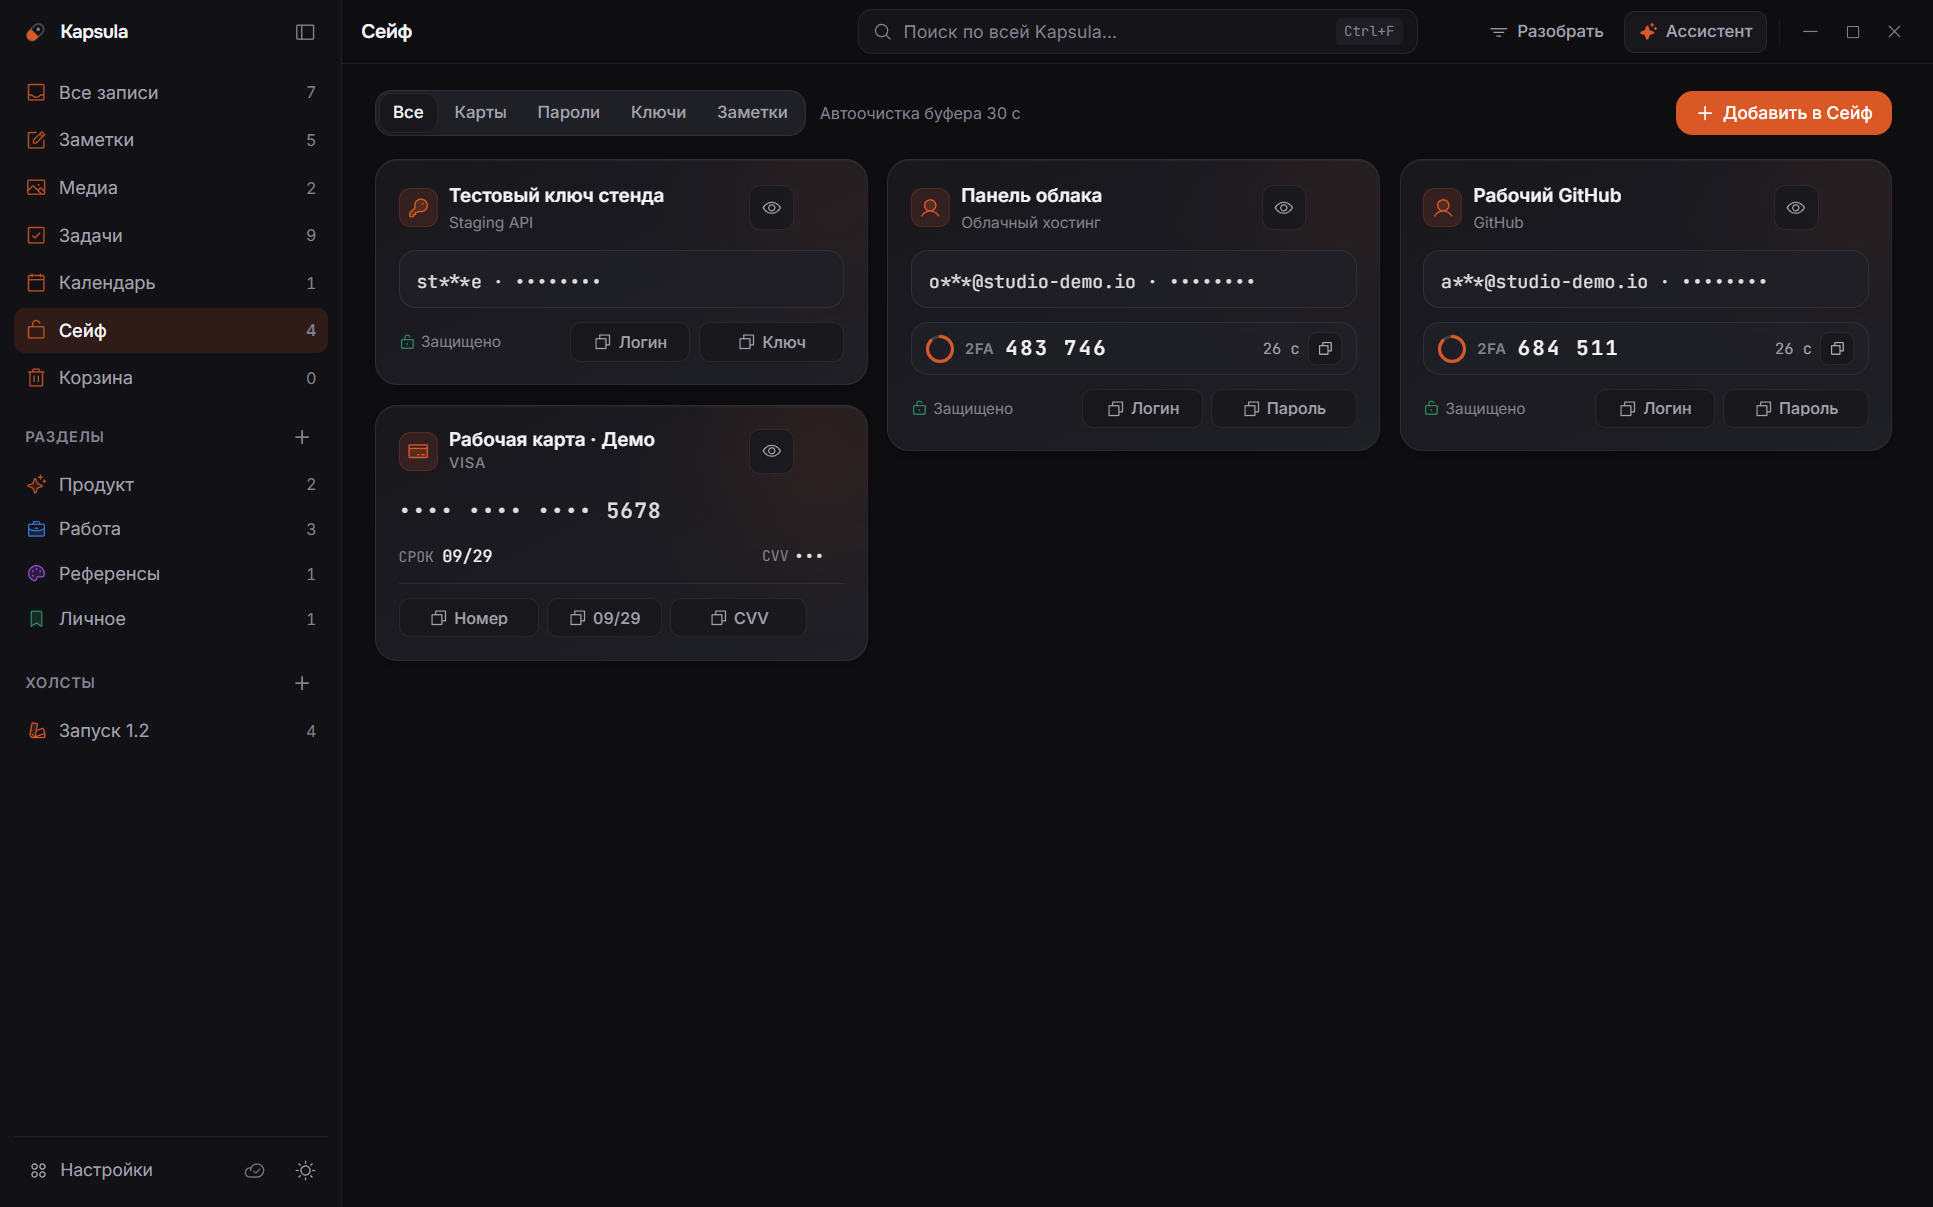 Kapsula
Все записи 7
Заметки 5
Медиа 2
Задачи 9
Календарь 1
Сейф 4
Корзина 0
РАЗДЕЛЫ
Продукт 2
Работа 3
Референсы 1
Личное 1
ХОЛСТЫ
Запуск 1.2 4
Настройки
Сейф
Поиск по всей Kapsula... Ctrl+F
Разобрать
Ассистент
Все Карты Пароли Ключи Заметки
Автоочистка буфера 30 с
Добавить в Сейф
Тестовый ключ стенда
Staging API
st***e · ••••••••
Защищено Логин Ключ
Панель облака
Облачный хостинг
o***@studio-demo.io · ••••••••
2FA 483 746 26 с
Защищено Логин Пароль
Рабочий GitHub
GitHub
a***@studio-demo.io · ••••••••
2FA 684 511 26 с
Защищено Логин Пароль
Рабочая карта · Демо
VISA
•••• •••• •••• 5678
СРОК 09/29 CVV •••
Номер 09/29 CVV